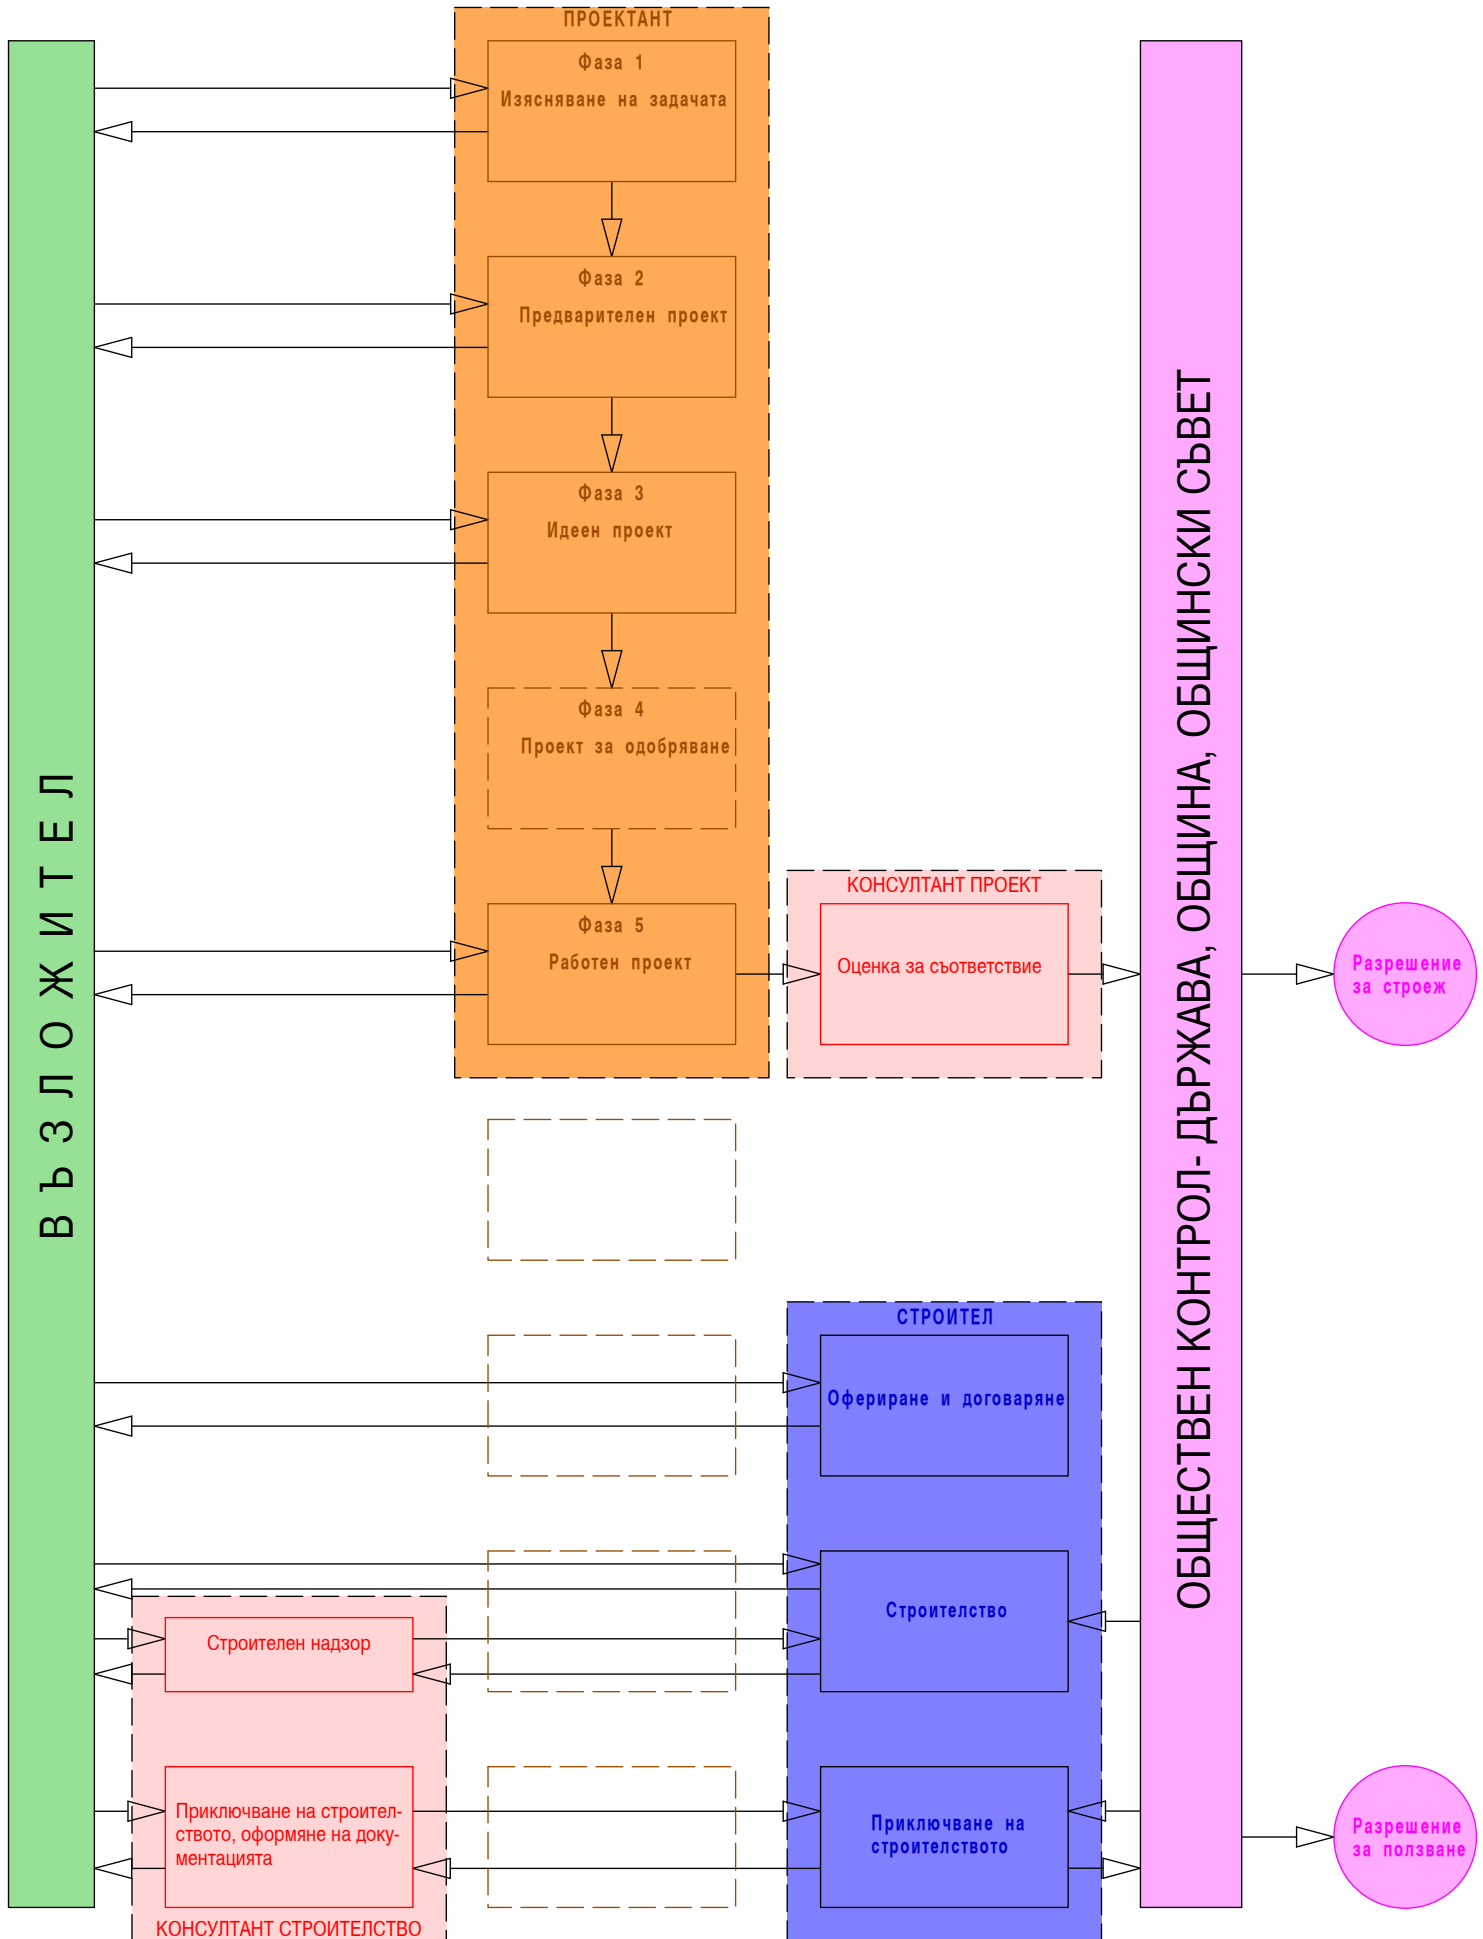 ПРОЕКТАНТ
Фаза 1
Изясняване на задачата
Фаза 2
Предварителен проект
Фаза 3
Идеен проект
Фаза 4
Проект за одобряване
Фаза 5
Работен проект
ВЪЗЛОЖИТЕЛ
КОНСУЛТАНТ ПРОЕКТ
Оценка за съответствие
ОБЩЕСТВЕН КОНТРОЛ- ДЪРЖАВА, ОБЩИНА, ОБЩИНСКИ СЪВЕТ
Разрешение
за строеж
СТРОИТЕЛ
Офериране и договаряне
Строителство
Строителен надзор
Приключване на строител-
ството, оформяне на доку-
ментацията
КОНСУЛТАНТ СТРОИТЕЛСТВО
Приключване на
строителството
Разрешение
за ползване